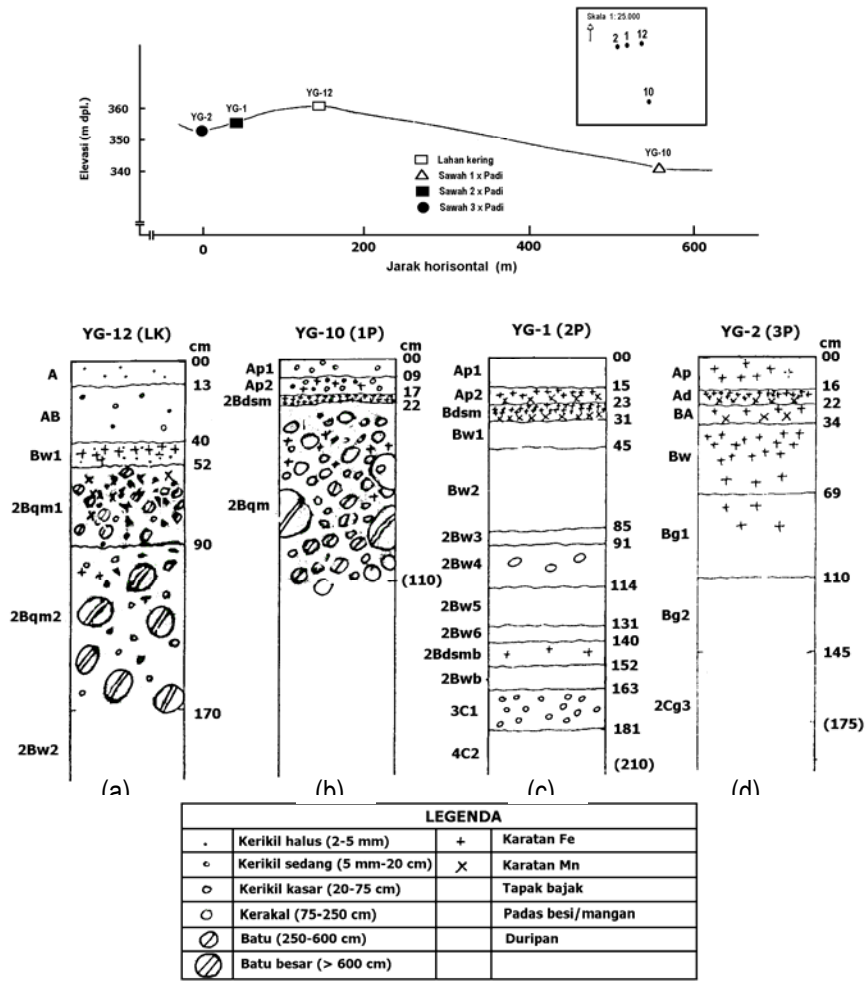 Skala 1: 25.000
2 1 12
10
Elevasi (m dpl.)
360
350
340
YG-2
YG-1
YG-12
YG-10
Lahan kering
Sawah 1 x Padi
Sawah 2 x Padi
Sawah 3 x Padi
0 200 400 600
Jarak horisontal (m)
YG-12 (LK)
cm
00
A
13
AB
40
Bw1
52
2Bqm1
90
2Bqm2
170
2Bw2
(a)
YG-10 (1P)
cm
00
Ap1
09
Ap2
17
2Bdsm
22
2Bqm
(110)
(b)
YG-1 (2P)
cm
00
Ap1
15
Ap2
23
Bdsm
31
Bw1
45
Bw2
85
2Bw3
91
2Bw4
114
2Bw5
131
2Bw6
140
2Bdsmb
152
2Bwb
163
3C1
181
4C2
(210)
(c)
YG-2 (3P)
cm
00
Ap
16
Ad
22
BA
34
Bw
69
Bg1
110
Bg2
145
2Cg3
(175)
(d)
LEGENDA
Kerikil halus (2-5 mm) + Karatan Fe
Kerikil sedang (5 mm-20 cm) X Karatan Mn
Kerikil kasar (20-75 cm) Tapak bajak
Kerakal (75-250 cm) Padas besi/mangan
Batu (250-600 cm) Duripan
Batu besar (> 600 cm)